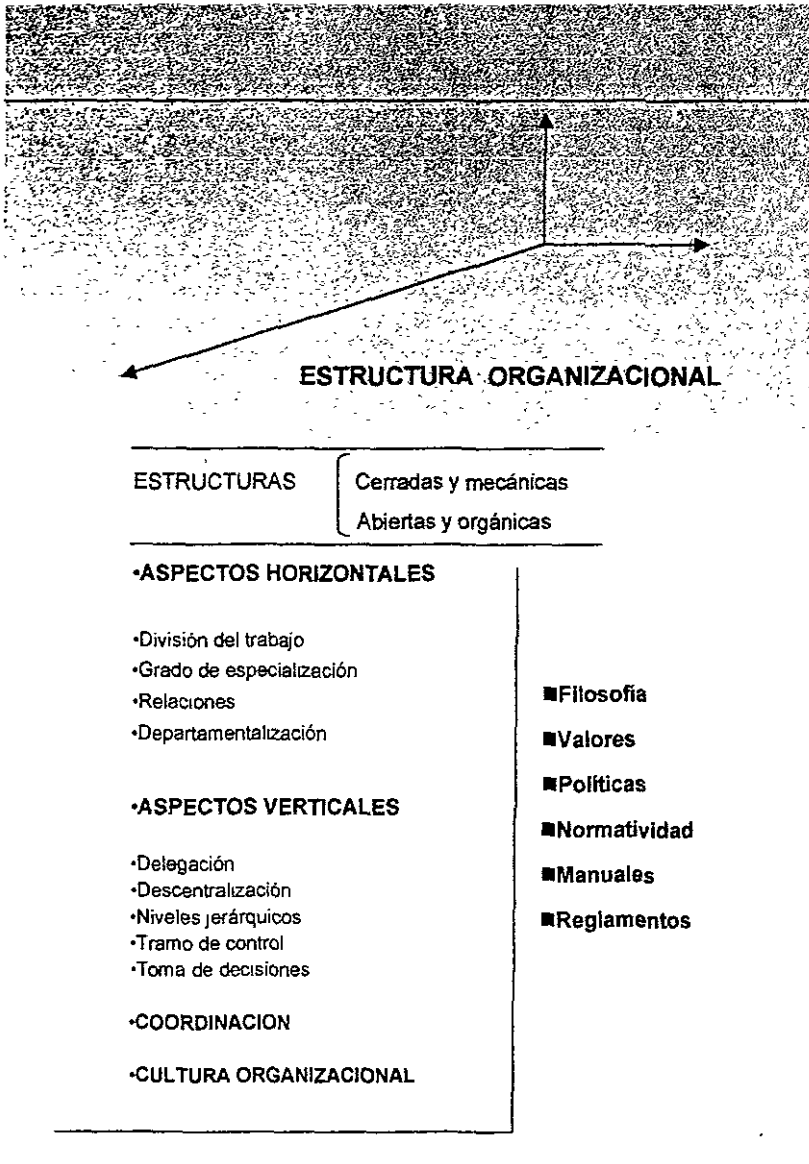 ESTRUCTURA ORGANIZACIONAL
ESTRUCTURAS
Cerradas y mecánicas
Abiertas y orgánicas
•ASPECTOS HORIZONTALES
•División del trabajo
•Grado de especialización
•Relaciones
•Departamentalización
•ASPECTOS VERTICALES
•Delegación
•Descentralización
•Niveles jerárquicos
•Tramo de control
•Toma de decisiones
•COORDINACION
•CULTURA ORGANIZACIONAL
■Filosofía
■Valores
■Políticas
■Normatividad
■Manuales
■Reglamentos